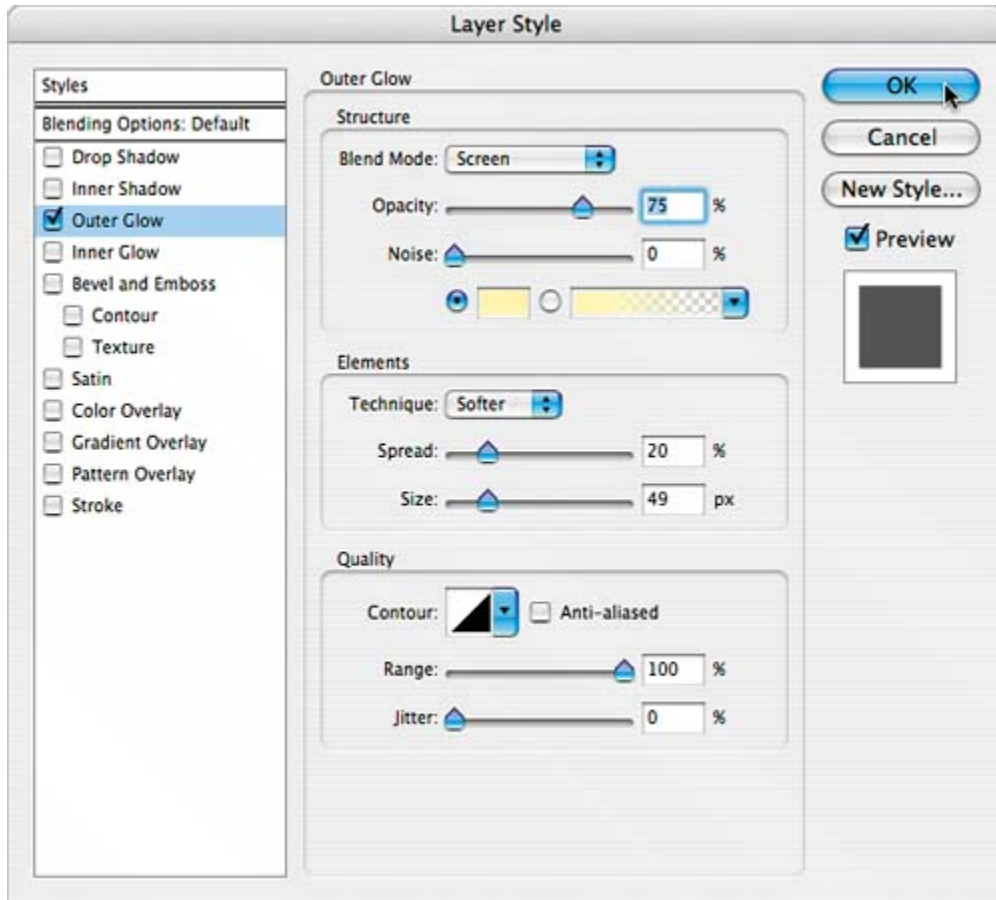 Layer Style
Styles
Blending Options: Default
Drop Shadow
Inner Shadow
Outer Glow
Inner Glow
Bevel and Emboss
Contour
Texture
Satin
Color Overlay
Gradient Overlay
Pattern Overlay
Stroke
Outer Glow
Structure
Blend Mode: Screen
Opacity: 75 %
Noise: 0 %
Elements
Technique: Softer
Spread: 20 %
Size: 49 px
Quality
Contour: Anti-aliased
Range: 100 %
Jitter: 0 %
OK
Cancel
New Style...
Preview